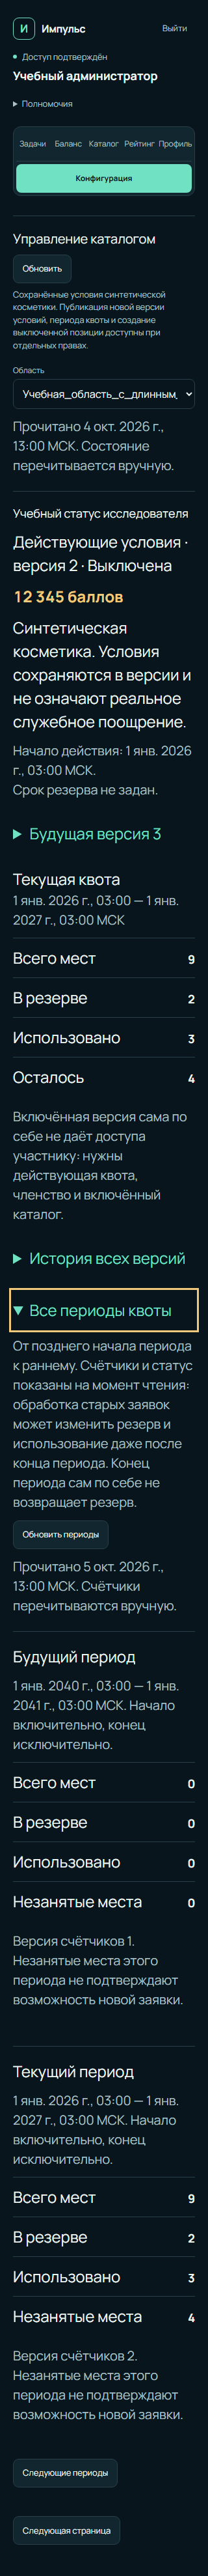 И Импульс Выйти
Доступ подтверждён
Учебный администратор
Полномочия
Задачи Баланс Каталог Рейтинг Профиль
Конфигурация
Управление каталогом
Обновить
Сохранённые условия синтетической
косметики. Публикация новой версии
условий, периода квоты и создание
выключенной позиции доступны при
отдельных правах.
Область
Учебная_область_с_длинным_
Прочитано 4 окт. 2026 г.,
13:00 МСК. Состояние
перечитывается вручную.
Учебный статус исследователя
Действующие условия ·
версия 2 · Выключена
12 345 баллов
Синтетическая
косметика. Условия
сохраняются в версии и
не означают реальное
служебное поощрение.
Начало действия: 1 янв. 2026
г., 03:00 МСК.
Срок резерва не задан.
Будущая версия 3
Текущая квота
1 янв. 2026 г., 03:00 — 1 янв.
2027 г., 03:00 МСК
Всего мест 9
В резерве 2
Использовано 3
Осталось 4
Включённая версия сама по
себе не даёт доступа
участнику: нужны
действующая квота,
членство и включённый
каталог.
История всех версий
Все периоды квоты
От позднего начала периода
к раннему. Счётчики и статус
показаны на момент чтения:
обработка старых заявок
может изменить резерв и
использование даже после
конца периода. Конец
периода сам по себе не
возвращает резерв.
Обновить периоды
Прочитано 5 окт. 2026 г.,
13:00 МСК. Счётчики
перечитываются вручную.
Будущий период
1 янв. 2040 г., 03:00 — 1 янв.
2041 г., 03:00 МСК. Начало
включительно, конец
исключительно.
Всего мест 0
В резерве 0
Использовано 0
Незанятые места 0
Версия счётчиков 1.
Незанятые места этого
периода не подтверждают
возможность новой заявки.
Текущий период
1 янв. 2026 г., 03:00 — 1 янв.
2027 г., 03:00 МСК. Начало
включительно, конец
исключительно.
Всего мест 9
В резерве 2
Использовано 3
Незанятые места 4
Версия счётчиков 2.
Незанятые места этого
периода не подтверждают
возможность новой заявки.
Следующие периоды
Следующая страница